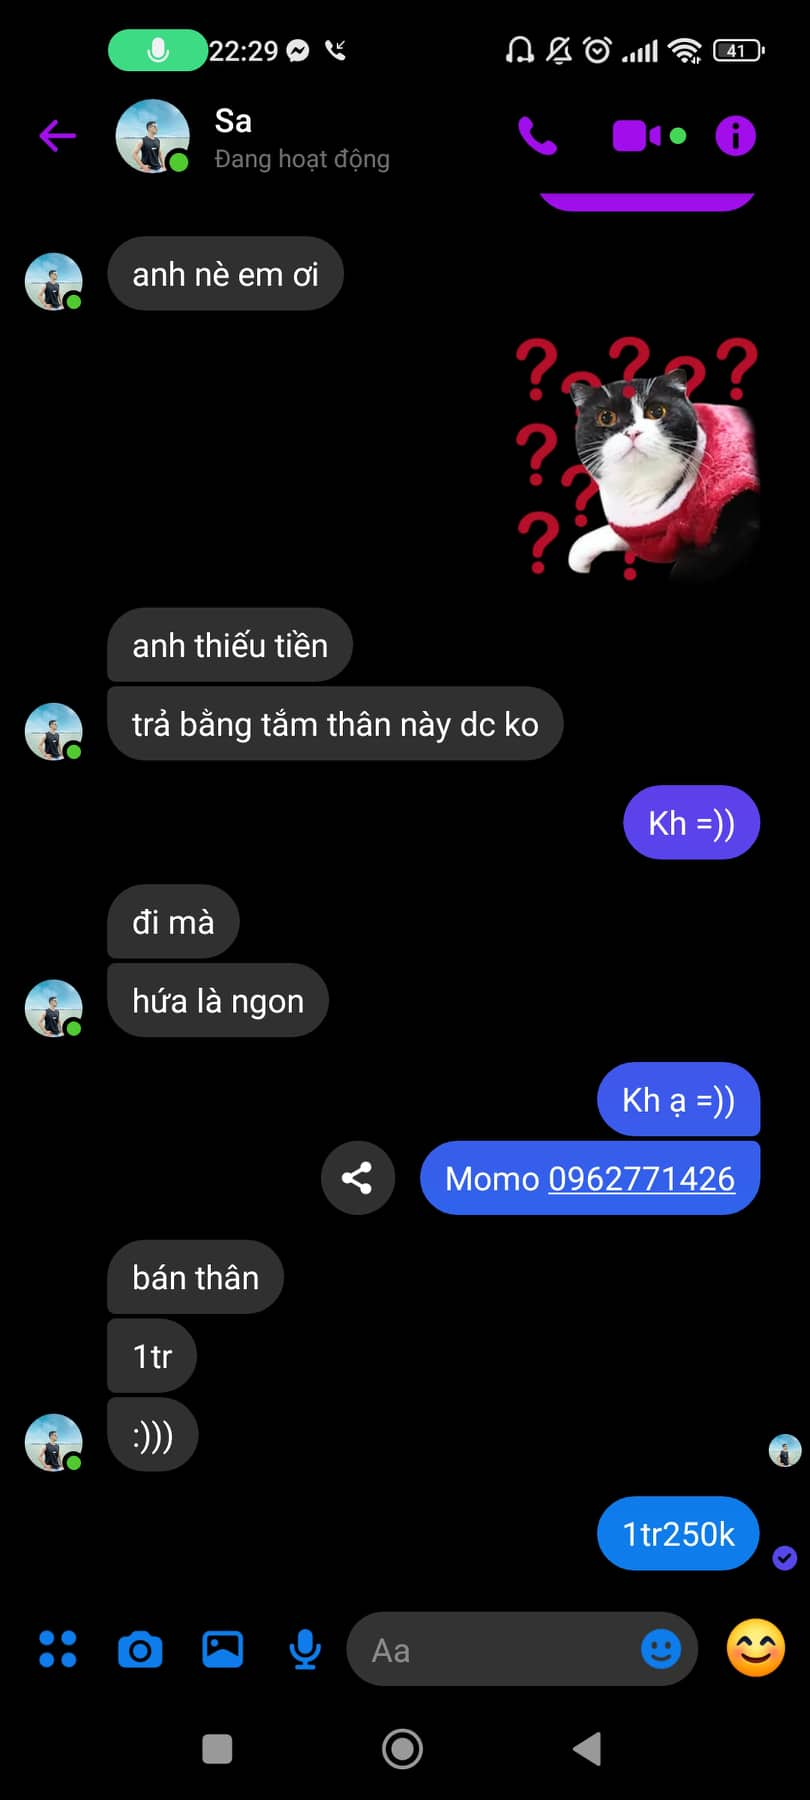 22:29
41
Sa
Đang hoạt động
anh nè em ơi
? ? ? ? ? ? ? ? ?
anh thiếu tiền
trả bằng tắm thân này dc ko
Kh =))
đi mà
hứa là ngon
Kh ạ =))
Momo 0962771426
bán thân
1tr
:)))
1tr250k
Aa